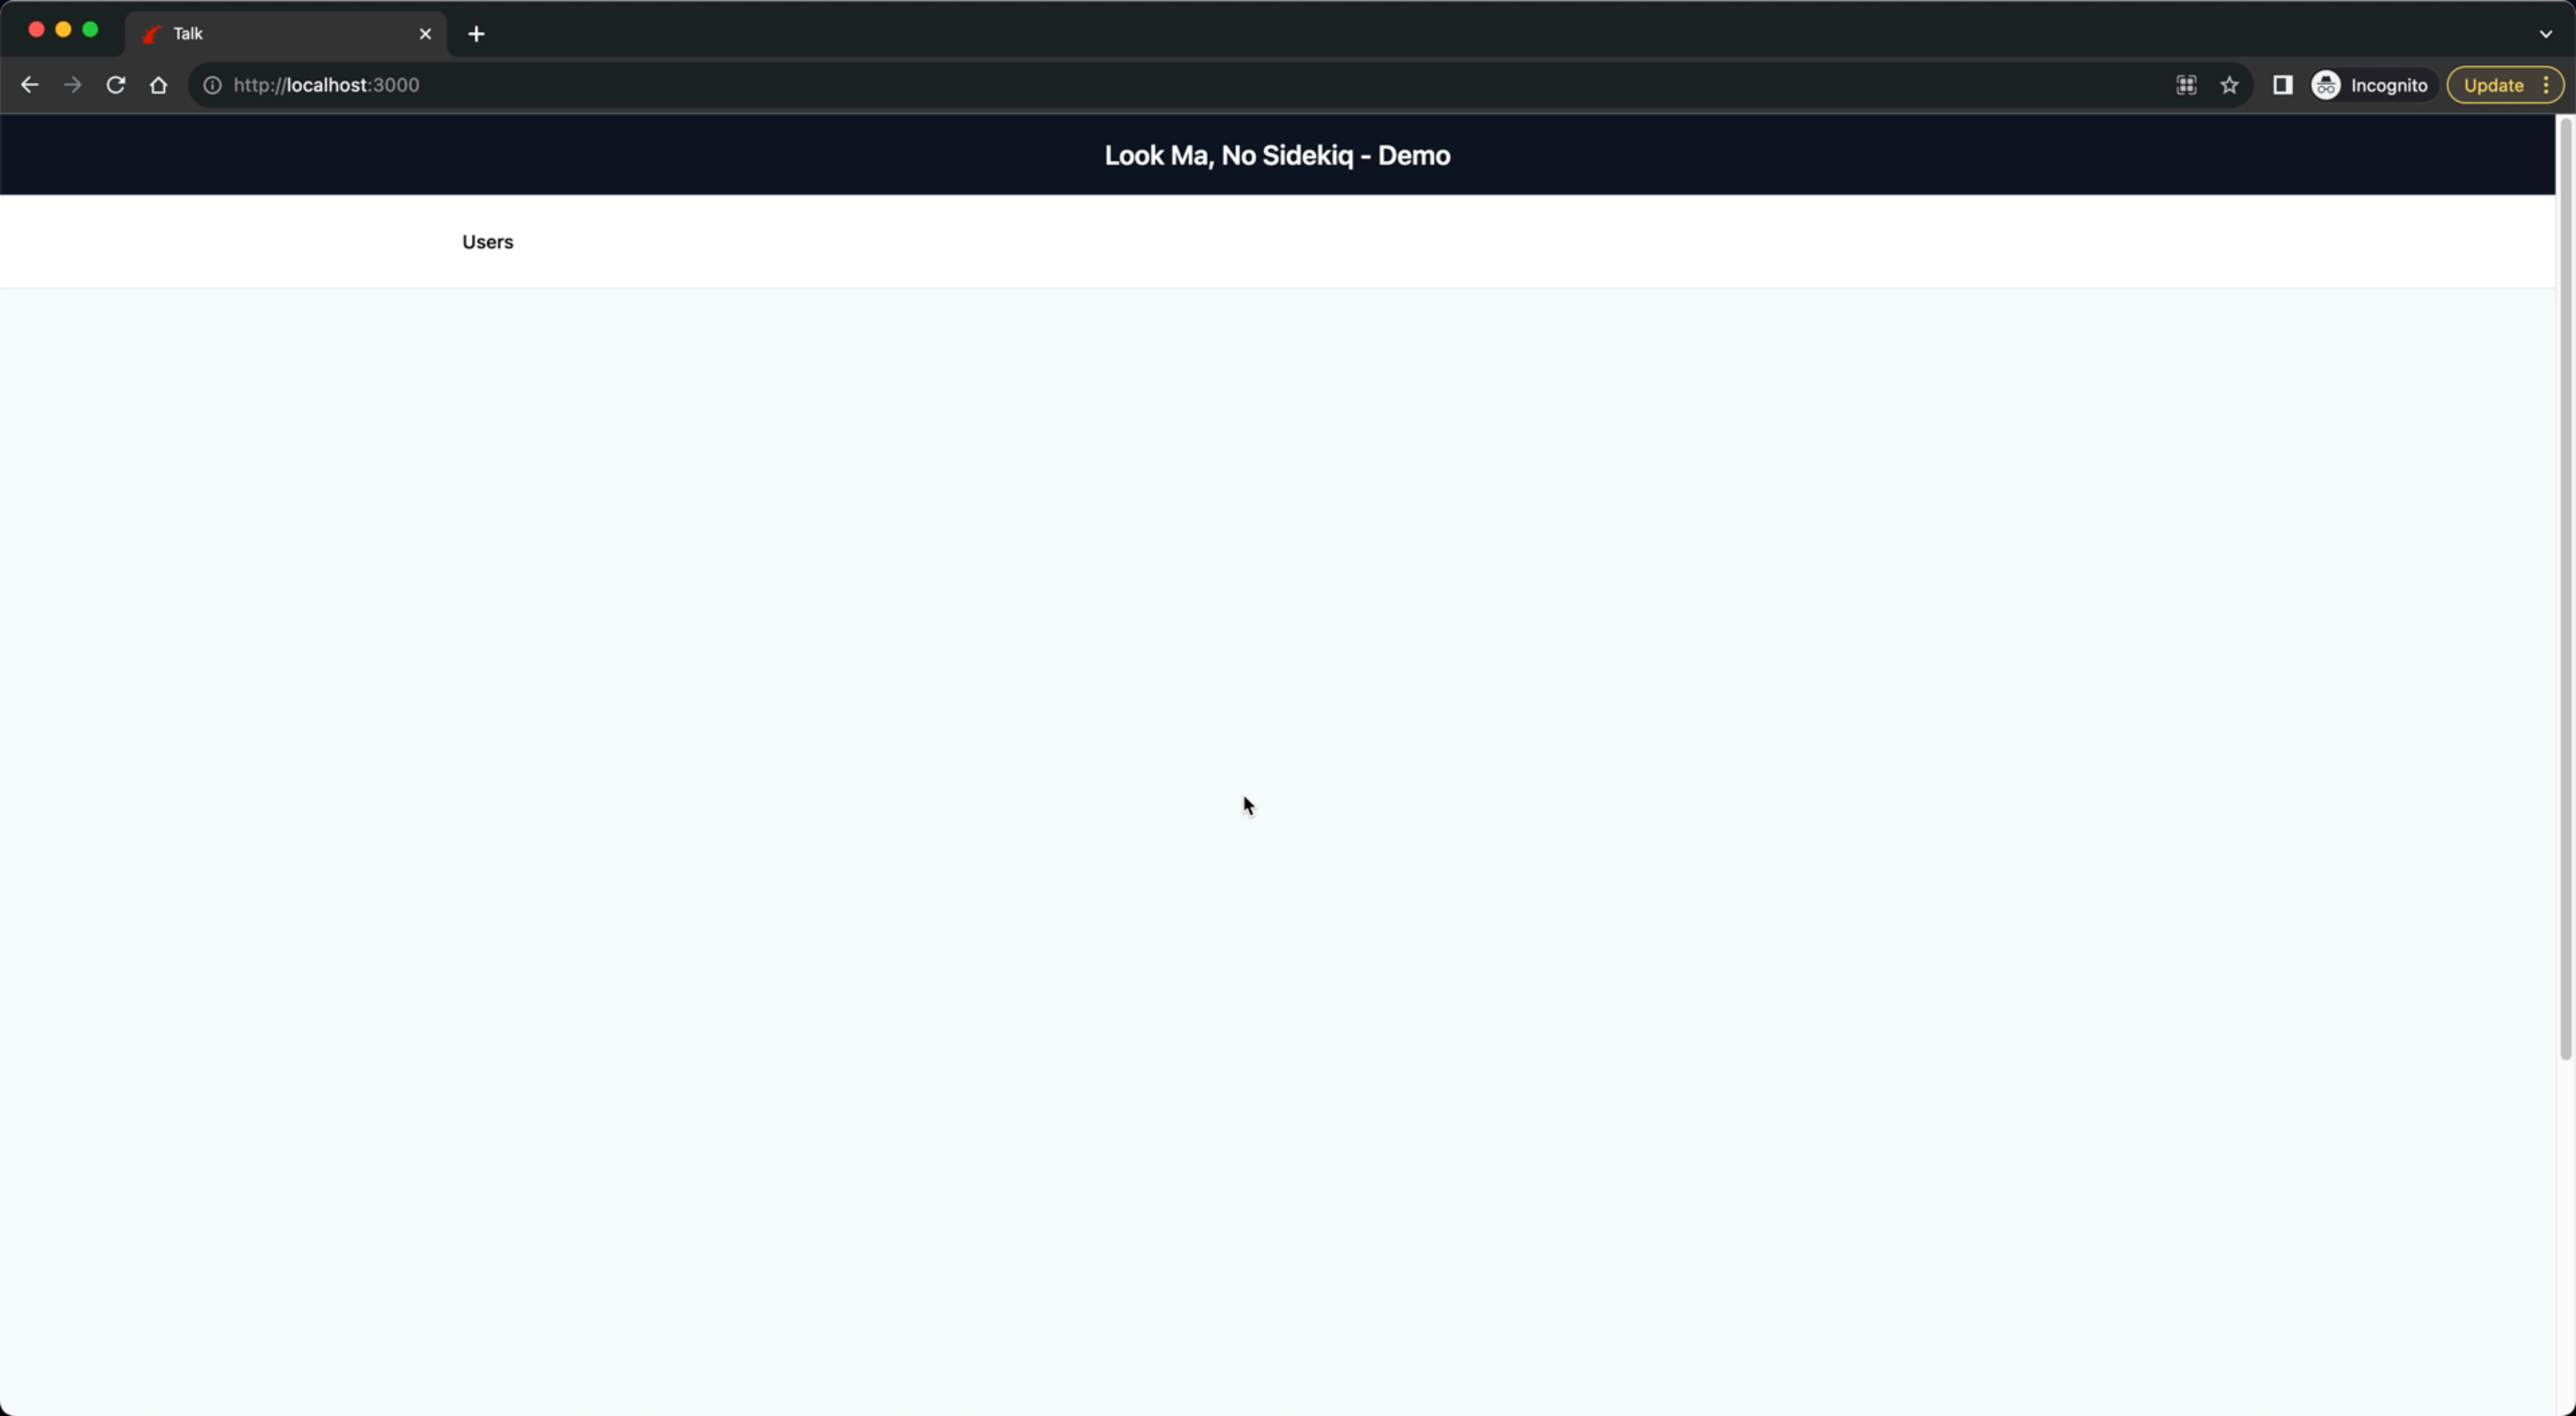 Talk
http://localhost:3000
Incognito
Update
Look Ma, No Sidekiq - Demo
Users